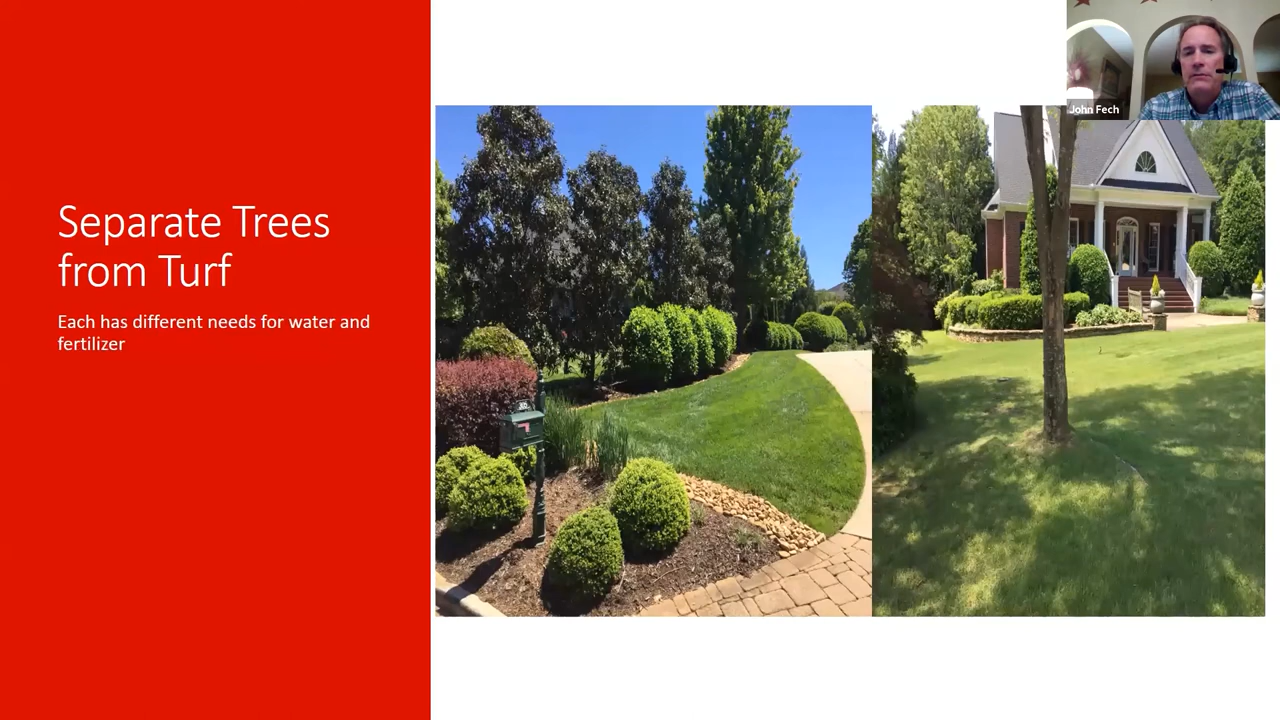 Separate Trees
from Turf
Each has different needs for water and
fertilizer
John Fech